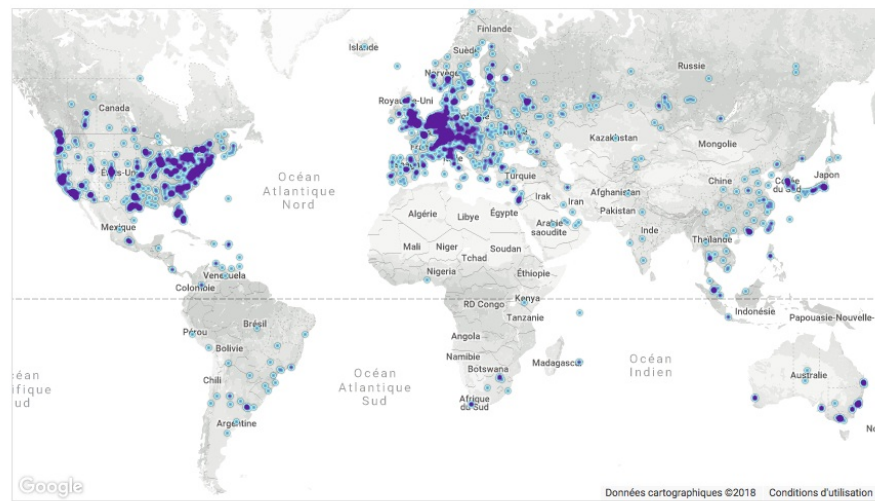 Islande
Finlande
Suède
Norvège
Russie
Canada
Royaume-Uni
Kazakhstan
Mongolie
États-Un
Océan
Atlantique
Nord
Turquie
Irak
Iran
Afghanistan
Pakistan
Chine
Corée
du Sud
Japon
Algérie
Libye
Égypte
Arabie
saoudite
Inde
Thaïlande
Mexique
Mali
Niger
Tchad
Soudan
Nigeria
Éthiopie
Venezuela
Colombie
RD Congo
Kenya
Tanzanie
Indonésie
Papouasie-Nouvelle-
Pérou
Brésil
Bolivie
Angola
Namibie
Botswana
Madagascar
Océan
Indien
céan
ifique
ud
Chili
Océan
Atlantique
Sud
Afrique
du Sud
Australie
Argentine
Google
Données cartographiques ©2018
Conditions d'utilisation